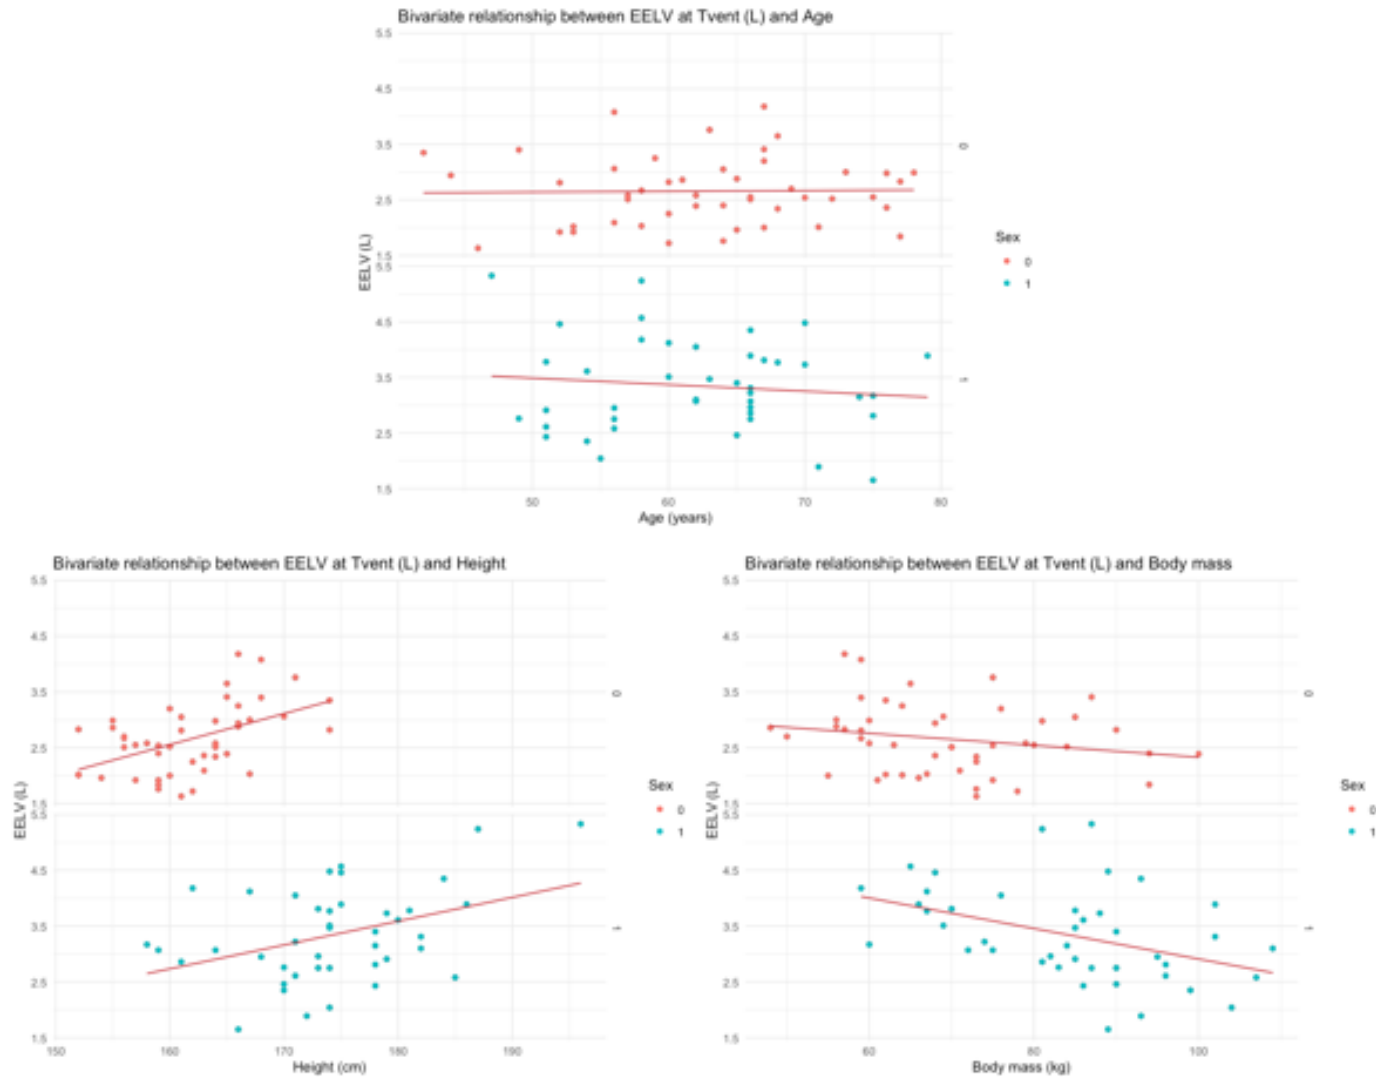 Bivariate relationship between EELV at Tvent (L) and Age
5.5
4.5
3.5
2.5
1.5
0
EELV (L)
5.5
4.5
3.5
2.5
1.5
1
50 60 70 80
Age (years)
Sex
0
1
Bivariate relationship between EELV at Tvent (L) and Height
5.5
4.5
3.5
2.5
1.5
0
EELV (L)
5.5
4.5
3.5
2.5
1.5
1
150 160 170 180 190
Height (cm)
Sex
0
1
Bivariate relationship between EELV at Tvent (L) and Body mass
5.5
4.5
3.5
2.5
1.5
0
EELV (L)
5.5
4.5
3.5
2.5
1.5
1
60 80 100
Body mass (kg)
Sex
0
1